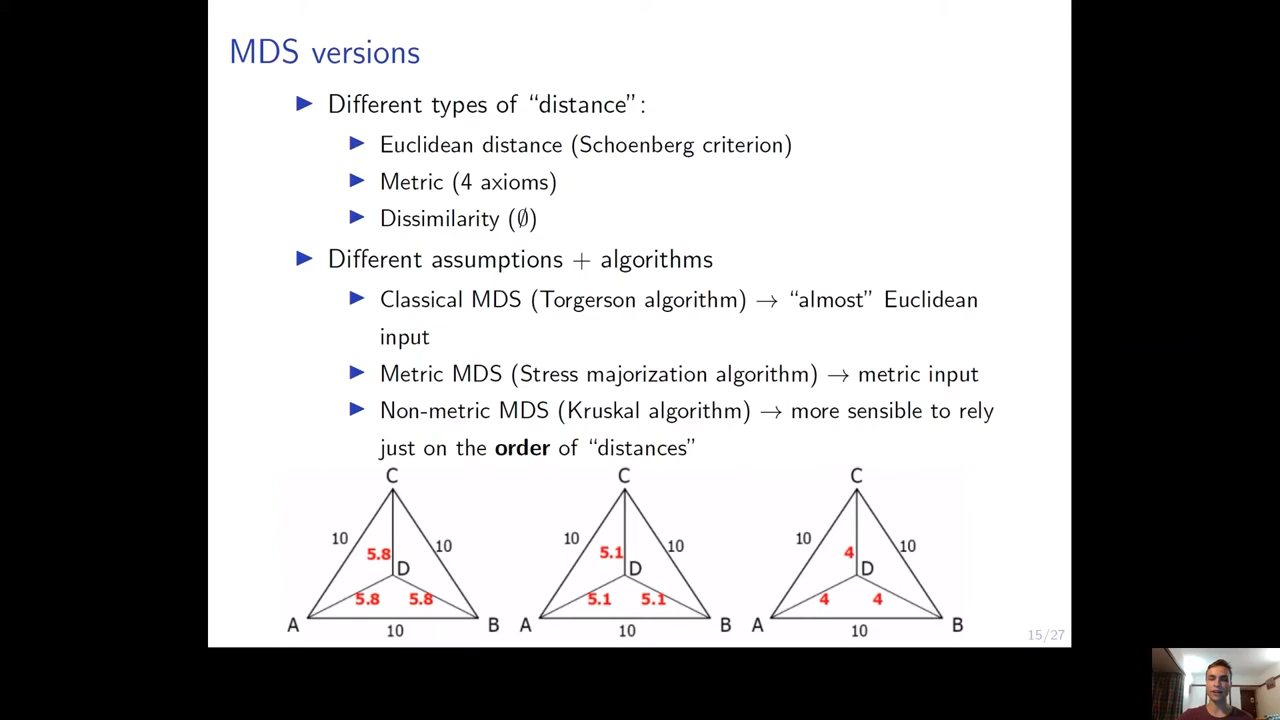 MDS versions
▶ Different types of “distance”:
▶ Euclidean distance (Schoenberg criterion)
▶ Metric (4 axioms)
▶ Dissimilarity (∅)
▶ Different assumptions + algorithms
▶ Classical MDS (Torgerson algorithm) → “almost” Euclidean
input
▶ Metric MDS (Stress majorization algorithm) → metric input
▶ Non-metric MDS (Kruskal algorithm) → more sensible to rely
just on the order of “distances”
C
10
10
5.8
D
5.8
5.8
A
B
10
C
10
10
5.1
D
5.1
5.1
A
B
10
C
10
10
4
D
4
4
A
B
10
15/27